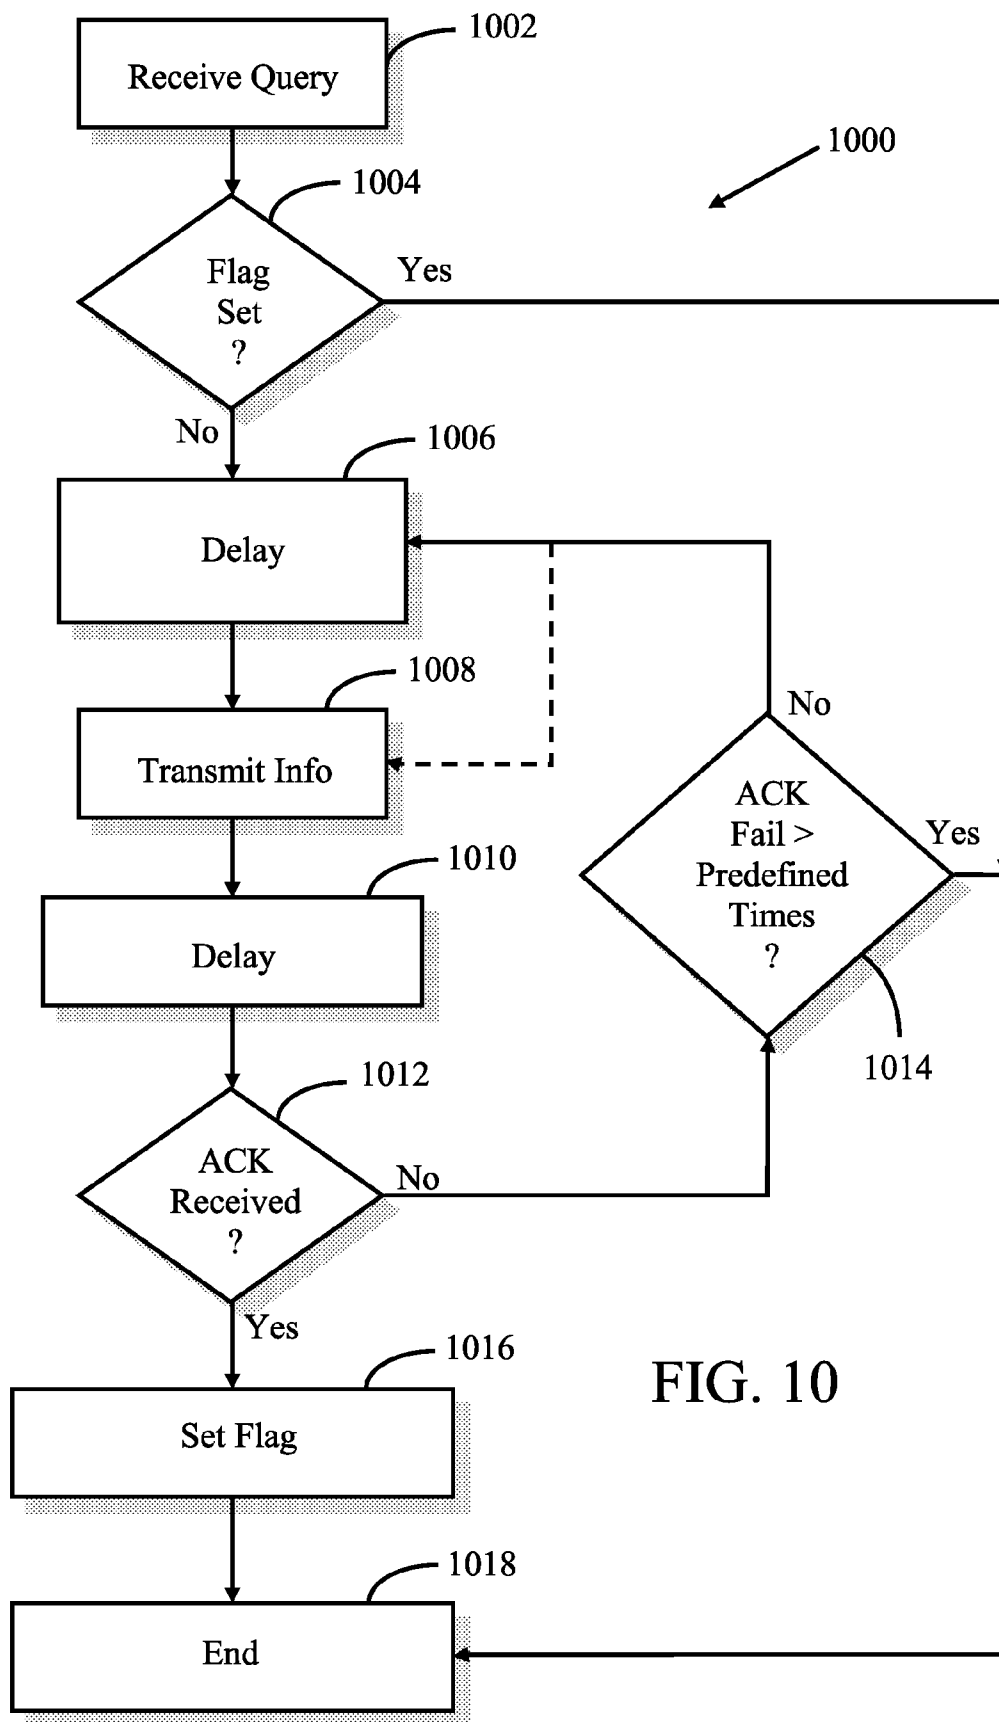 1002
Receive Query
1000
1004
Flag
Set
?
Yes
No
1006
Delay
1008
Transmit Info
No
ACK
Fail >
Predefined
Times
?
Yes
1014
1010
Delay
1012
ACK
Received
?
No
Yes
1016
Set Flag
FIG. 10
1018
End